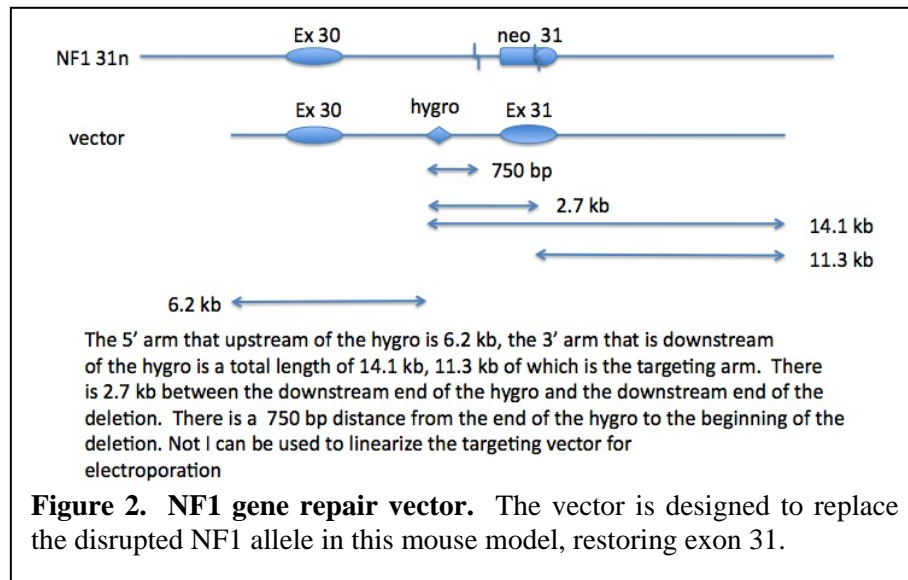 Ex 30
neo 31
NF1 31n
Ex 30
hygro
Ex 31
vector
750 bp
2.7 kb
14.1 kb
11.3 kb
6.2 kb
The 5’ arm that upstream of the hygro is 6.2 kb, the 3’ arm that is downstream
of the hygro is a total length of 14.1 kb, 11.3 kb of which is the targeting arm. There
is 2.7 kb between the downstream end of the hygro and the downstream end of the
deletion. There is a 750 bp distance from the end of the hygro to the beginning of the
deletion. Not I can be used to linearize the targeting vector for
electroporation
Figure 2. NF1 gene repair vector. The vector is designed to replace
the disrupted NF1 allele in this mouse model, restoring exon 31.